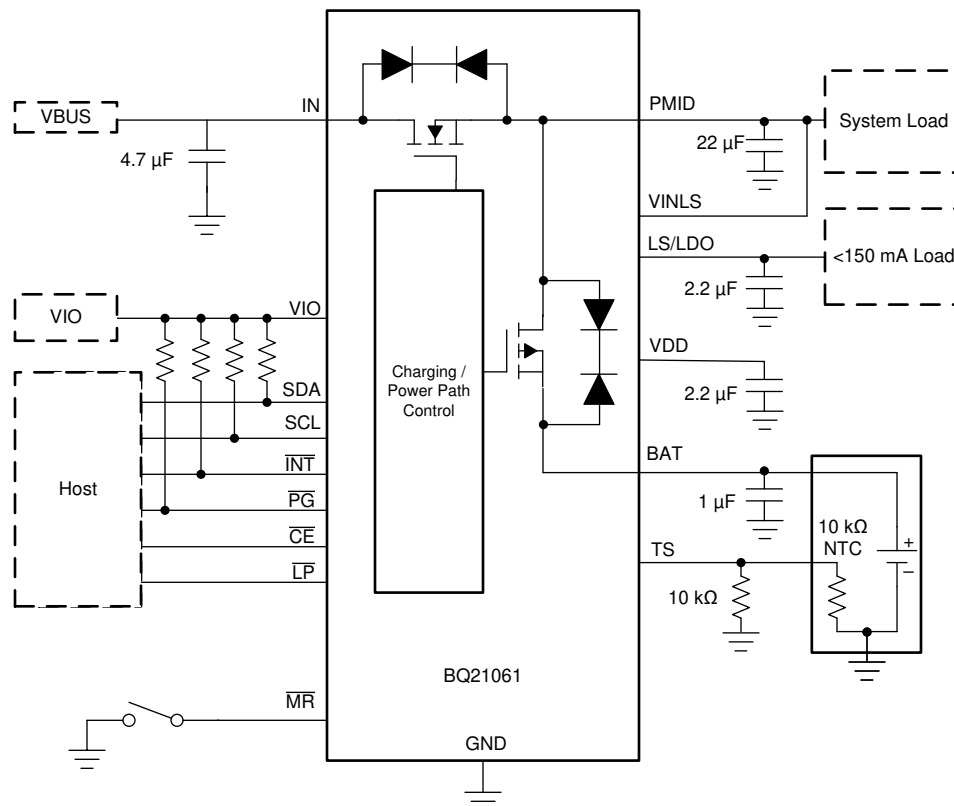 VBUS
4.7 µF
IN
PMID
22 µF
System Load
VINLS
LS/LDO
2.2 µF
<150 mA Load
VIO
VIO
Host
SDA
SCL
INT
PG
CE
LP
Charging /
Power Path
Control
VDD
2.2 µF
BAT
1 µF
10 kΩ
NTC
+
−
TS
10 kΩ
BQ21061
MR
GND